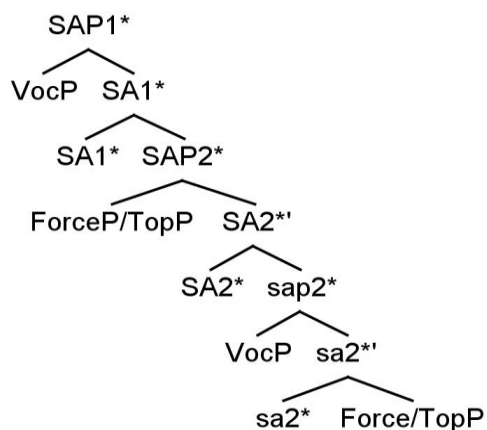 SAP1*
VocP SA1*
SA1* SAP2*
ForceP/TopP SA2*'
SA2* sap2*
VocP sa2*'
sa2* Force/TopP